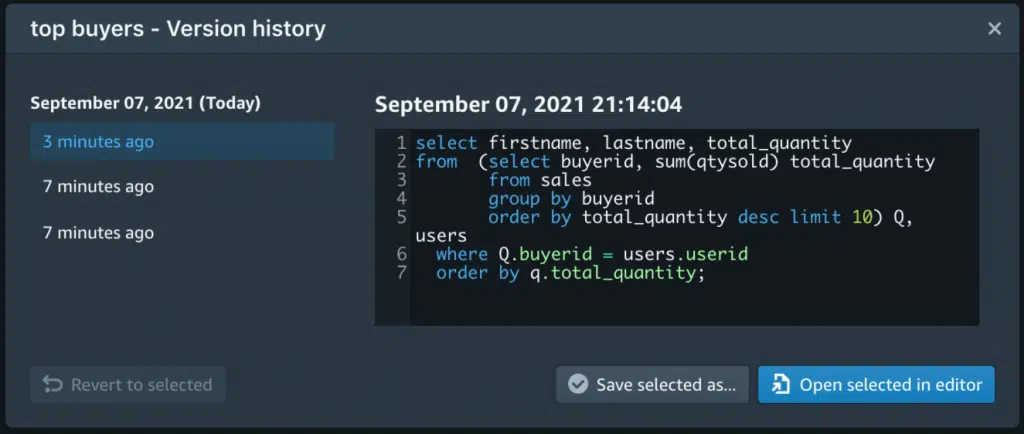 top buyers - Version history
September 07, 2021 (Today)
3 minutes ago
7 minutes ago
7 minutes ago
September 07, 2021 21:14:04
1 select firstname, lastname, total_quantity
2 from  (select buyerid, sum(qtysold) total_quantity
3        from sales
4        group by buyerid
5        order by total_quantity desc limit 10) Q,
users
6   where Q.buyerid = users.userid
7   order by q.total_quantity;
Revert to selected
Save selected as...
Open selected in editor